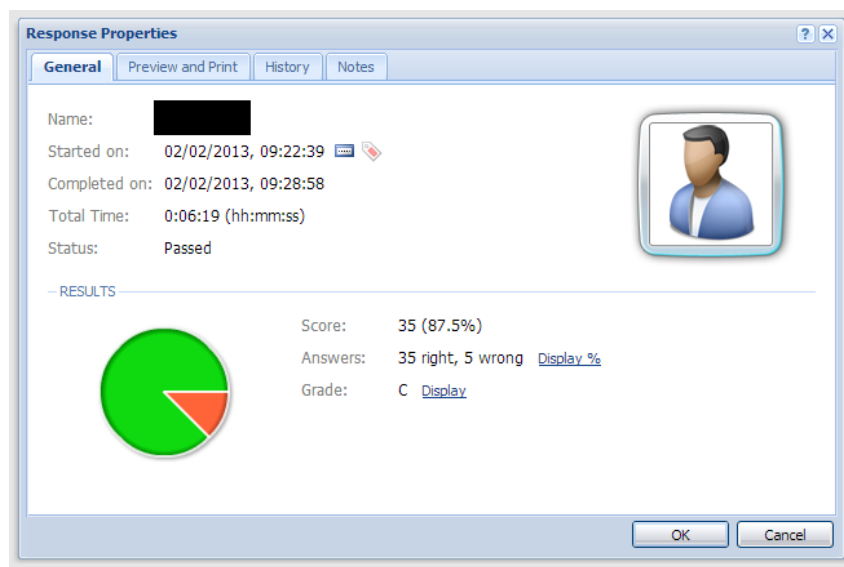 Response Properties
General Preview and Print History Notes
Name:
Started on: 02/02/2013, 09:22:39
Completed on: 02/02/2013, 09:28:58
Total Time: 0:06:19 (hh:mm:ss)
Status: Passed
RESULTS
Score: 35 (87.5%)
Answers: 35 right, 5 wrong Display %
Grade: C Display
OK Cancel